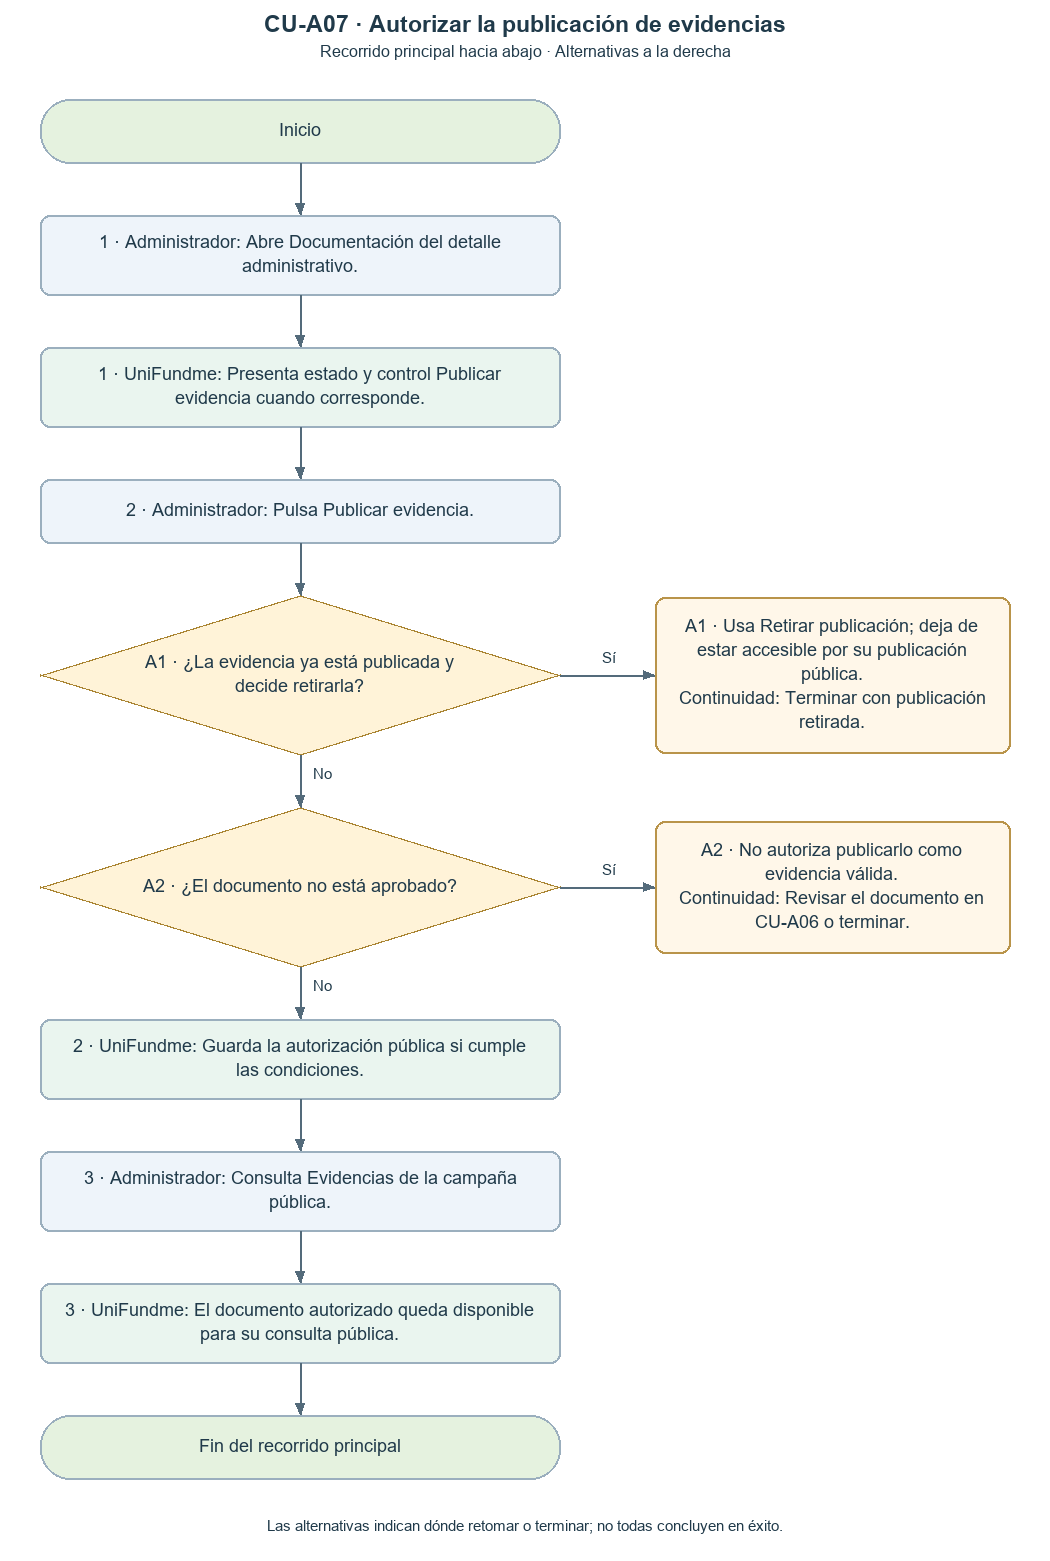 CU-A07 · Autorizar la publicación de evidencias
Recorrido principal hacia abajo · Alternativas a la derecha
Inicio
1 · Administrador: Abre Documentación del detalle
administrativo.
1 · UniFundme: Presenta estado y control Publicar
evidencia cuando corresponde.
2 · Administrador: Pulsa Publicar evidencia.
A1 · ¿La evidencia ya está publicada y
decide retirarla?
Sí
A1 · Usa Retirar publicación; deja de
estar accesible por su publicación
pública.
Continuidad: Terminar con publicación
retirada.
No
A2 · ¿El documento no está aprobado?
Sí
A2 · No autoriza publicarlo como
evidencia válida.
Continuidad: Revisar el documento en
CU-A06 o terminar.
No
2 · UniFundme: Guarda la autorización pública si cumple
las condiciones.
3 · Administrador: Consulta Evidencias de la campaña
pública.
3 · UniFundme: El documento autorizado queda disponible
para su consulta pública.
Fin del recorrido principal
Las alternativas indican dónde retomar o terminar; no todas concluyen en éxito.